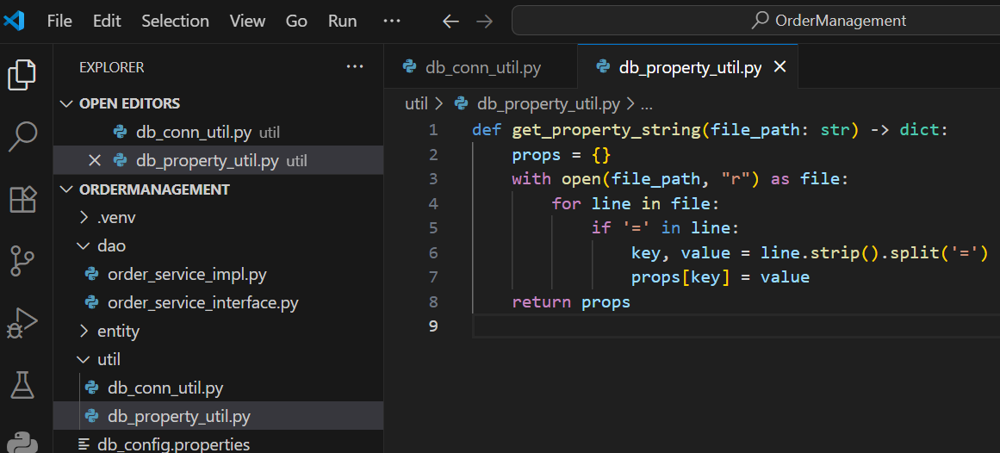 File Edit Selection View Go Run ... OrderManagement
EXPLORER ...
OPEN EDITORS
db_conn_util.py util
db_property_util.py util
ORDERMANAGEMENT
.venv
dao
order_service_impl.py
order_service_interface.py
entity
util
db_conn_util.py
db_property_util.py
db_config.properties
db_conn_util.py db_property_util.py
util > db_property_util.py > ...
1 def get_property_string(file_path: str) -> dict:
2 props = {}
3 with open(file_path, "r") as file:
4 for line in file:
5 if '=' in line:
6 key, value = line.strip().split('=')
7 props[key] = value
8 return props
9